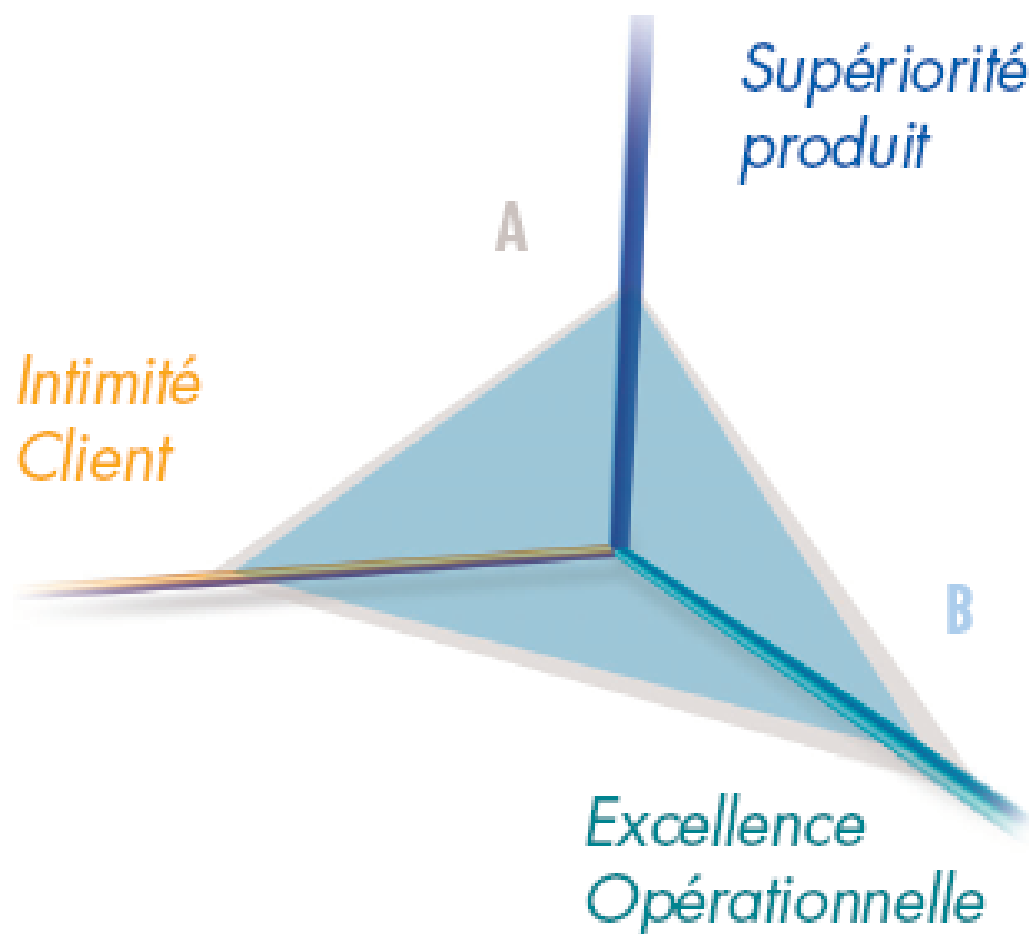 Supériorité
produit
A
Intimité
Client
B
Excellence
Opérationnelle